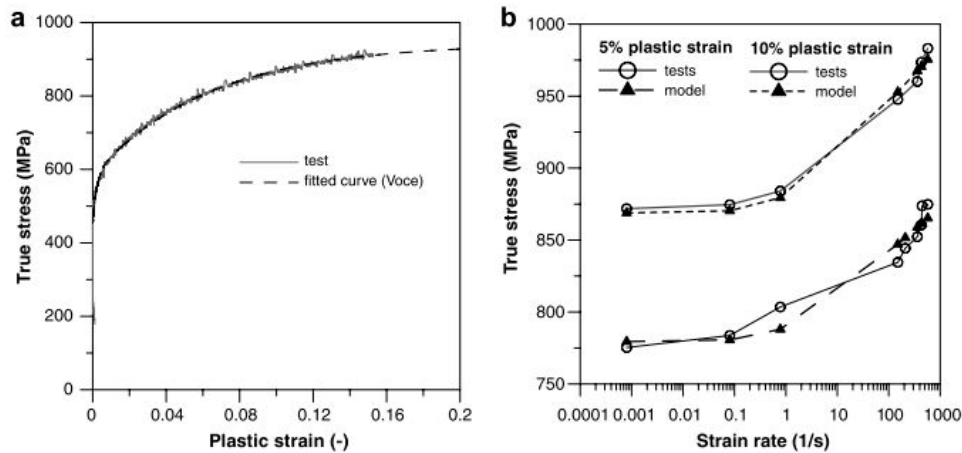 a
1000
800
600
400
200
0
True stress (MPa)
test
fitted curve (Voce)
0 0.04 0.08 0.12 0.16 0.2
Plastic strain (-)
b
1000
950
900
850
800
750
True stress (MPa)
5% plastic strain 10% plastic strain
tests tests
model model
0.0001 0.001 0.01 0.1 1 10 100 1000
Strain rate (1/s)